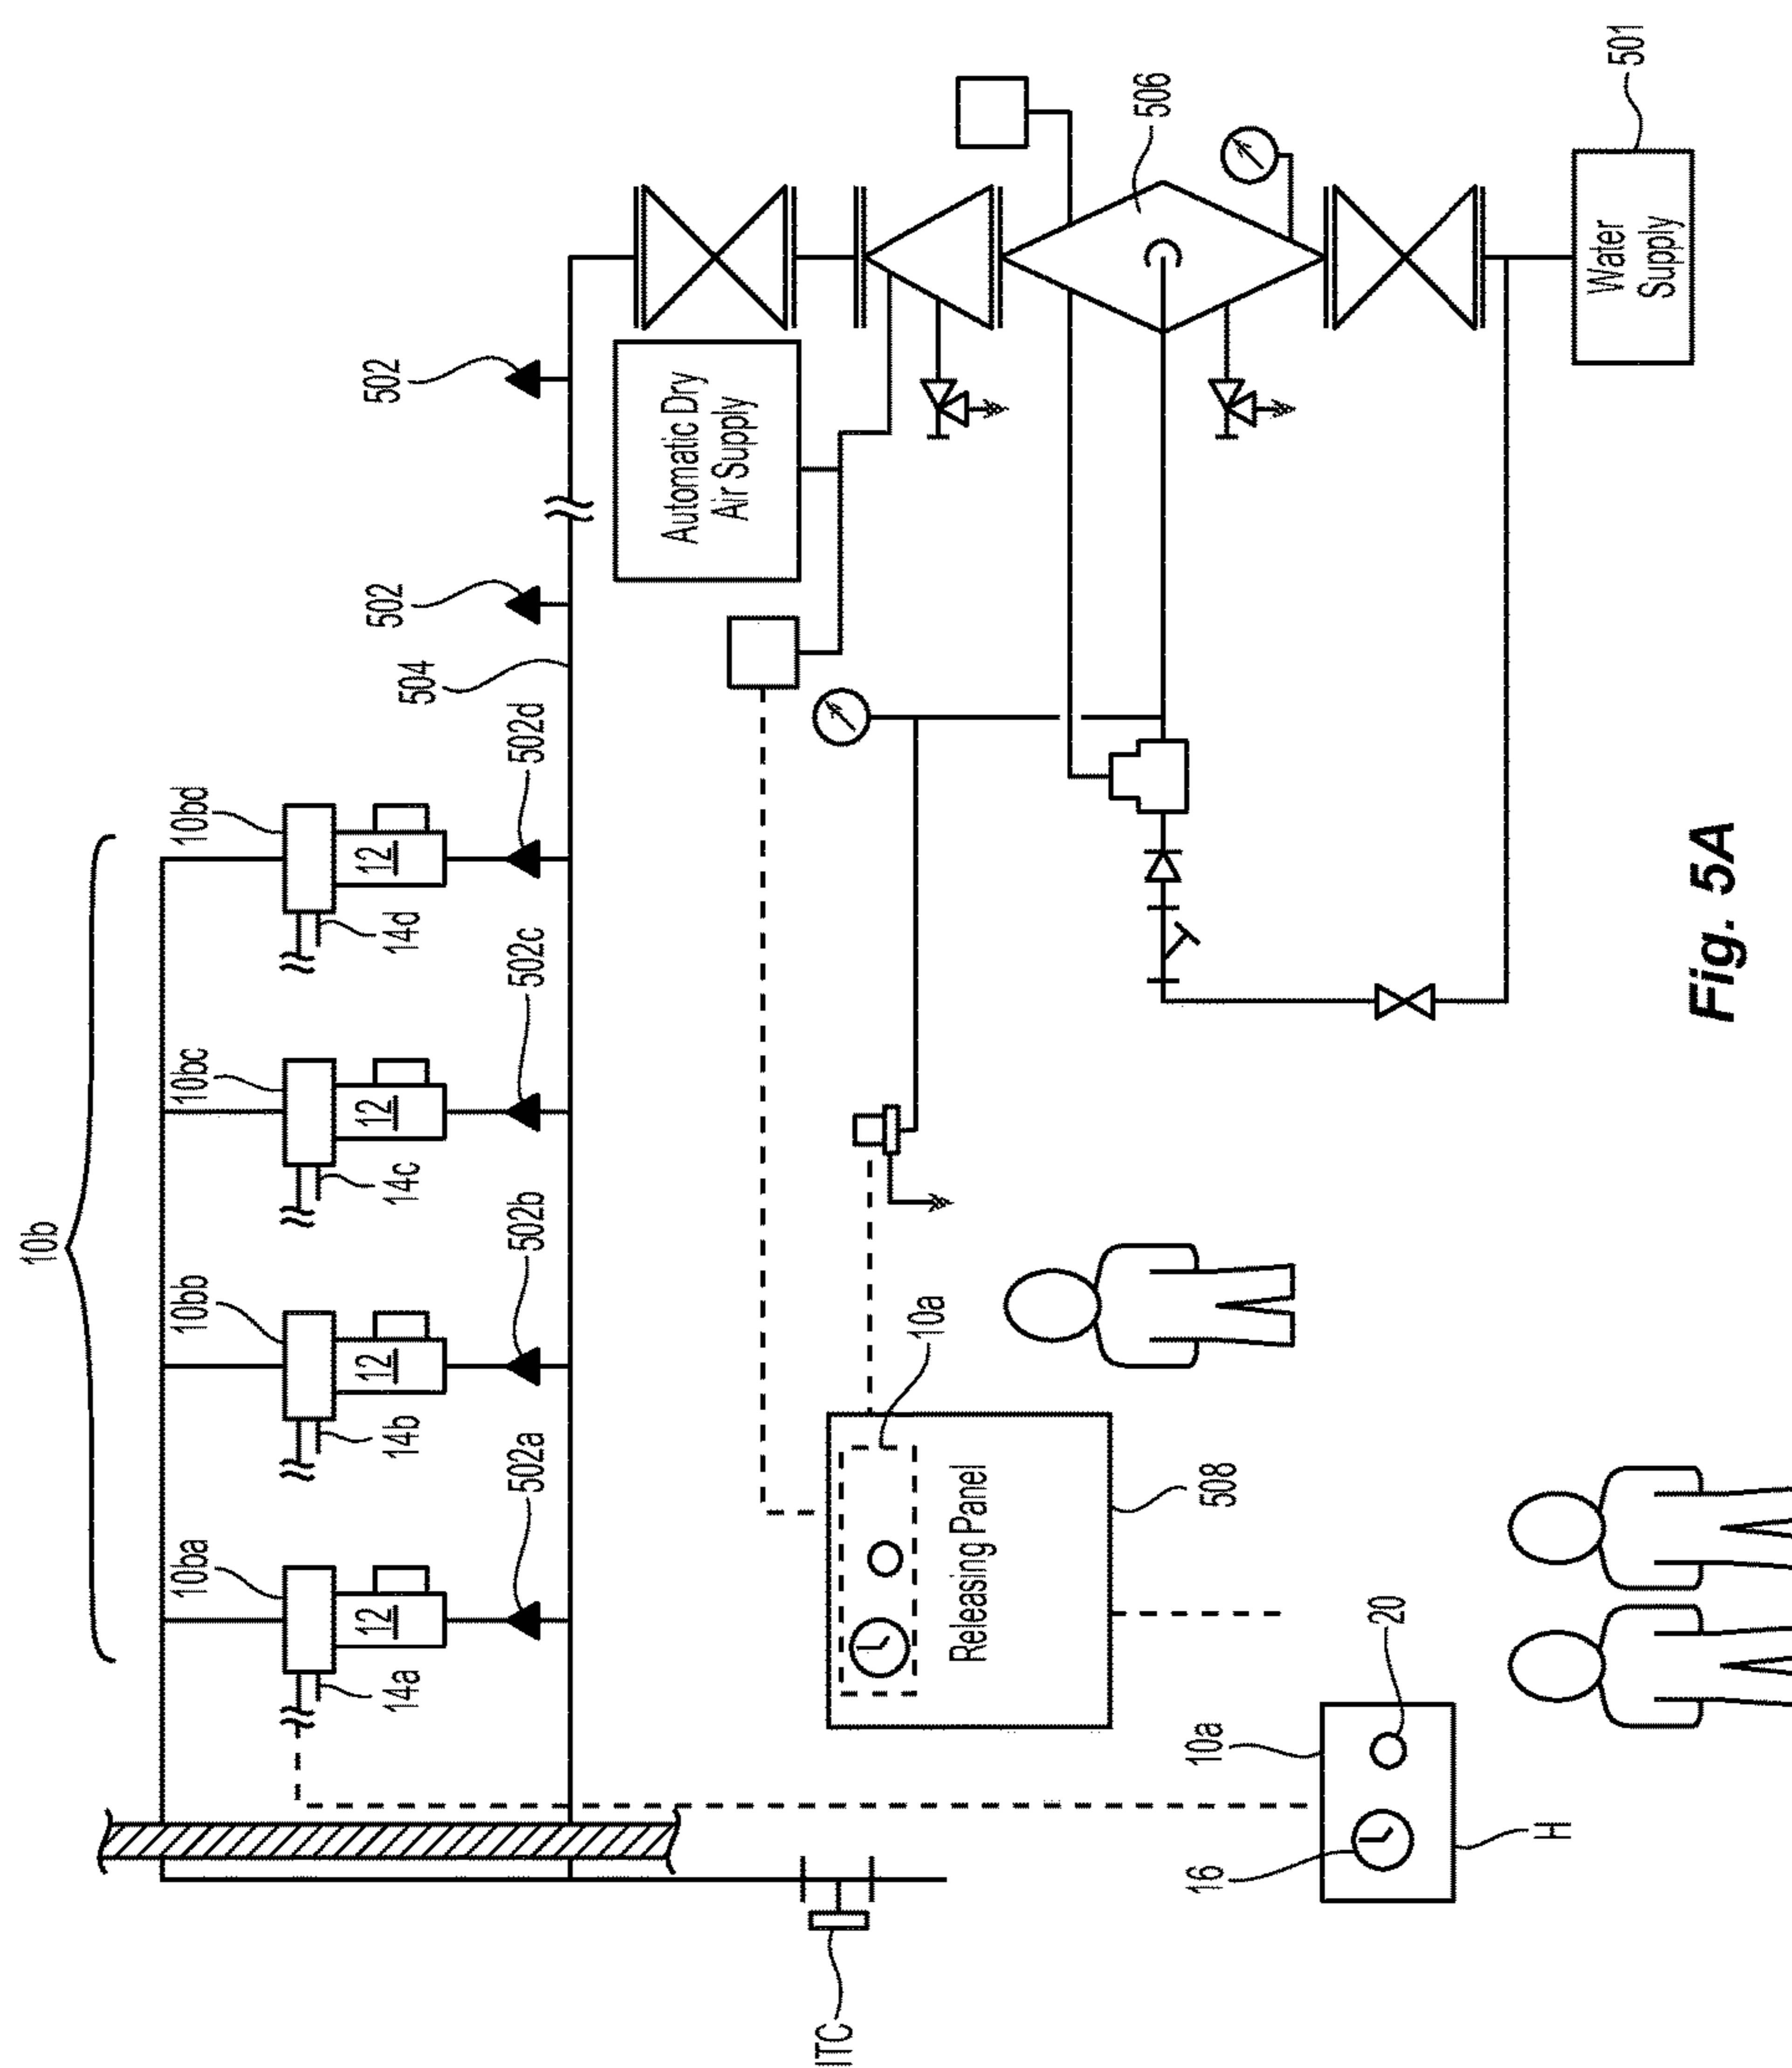 10b
10ba
10bb
10bc
10bd
12
12
12
12
14a
14b
14c
14d
502a
502b
502c
502d
504
502
502
Automatic Dry
Air Supply
506
ITC
10a
Releasing Panel
508
10a
16
20
H
Water
Supply
501
Fig. 5A